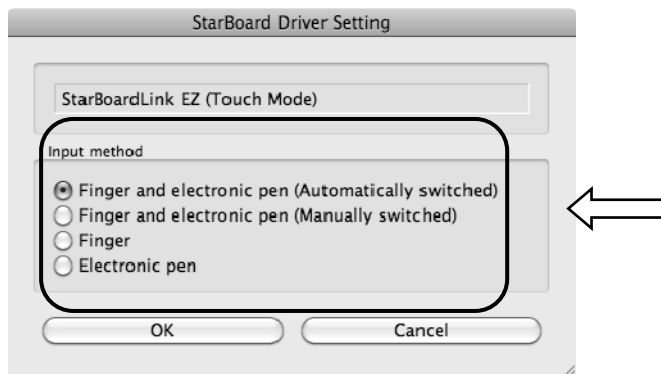 StarBoard Driver Setting
StarBoardLink EZ (Touch Mode)
Input method
Finger and electronic pen (Automatically switched)
Finger and electronic pen (Manually switched)
Finger
Electronic pen
OK
Cancel